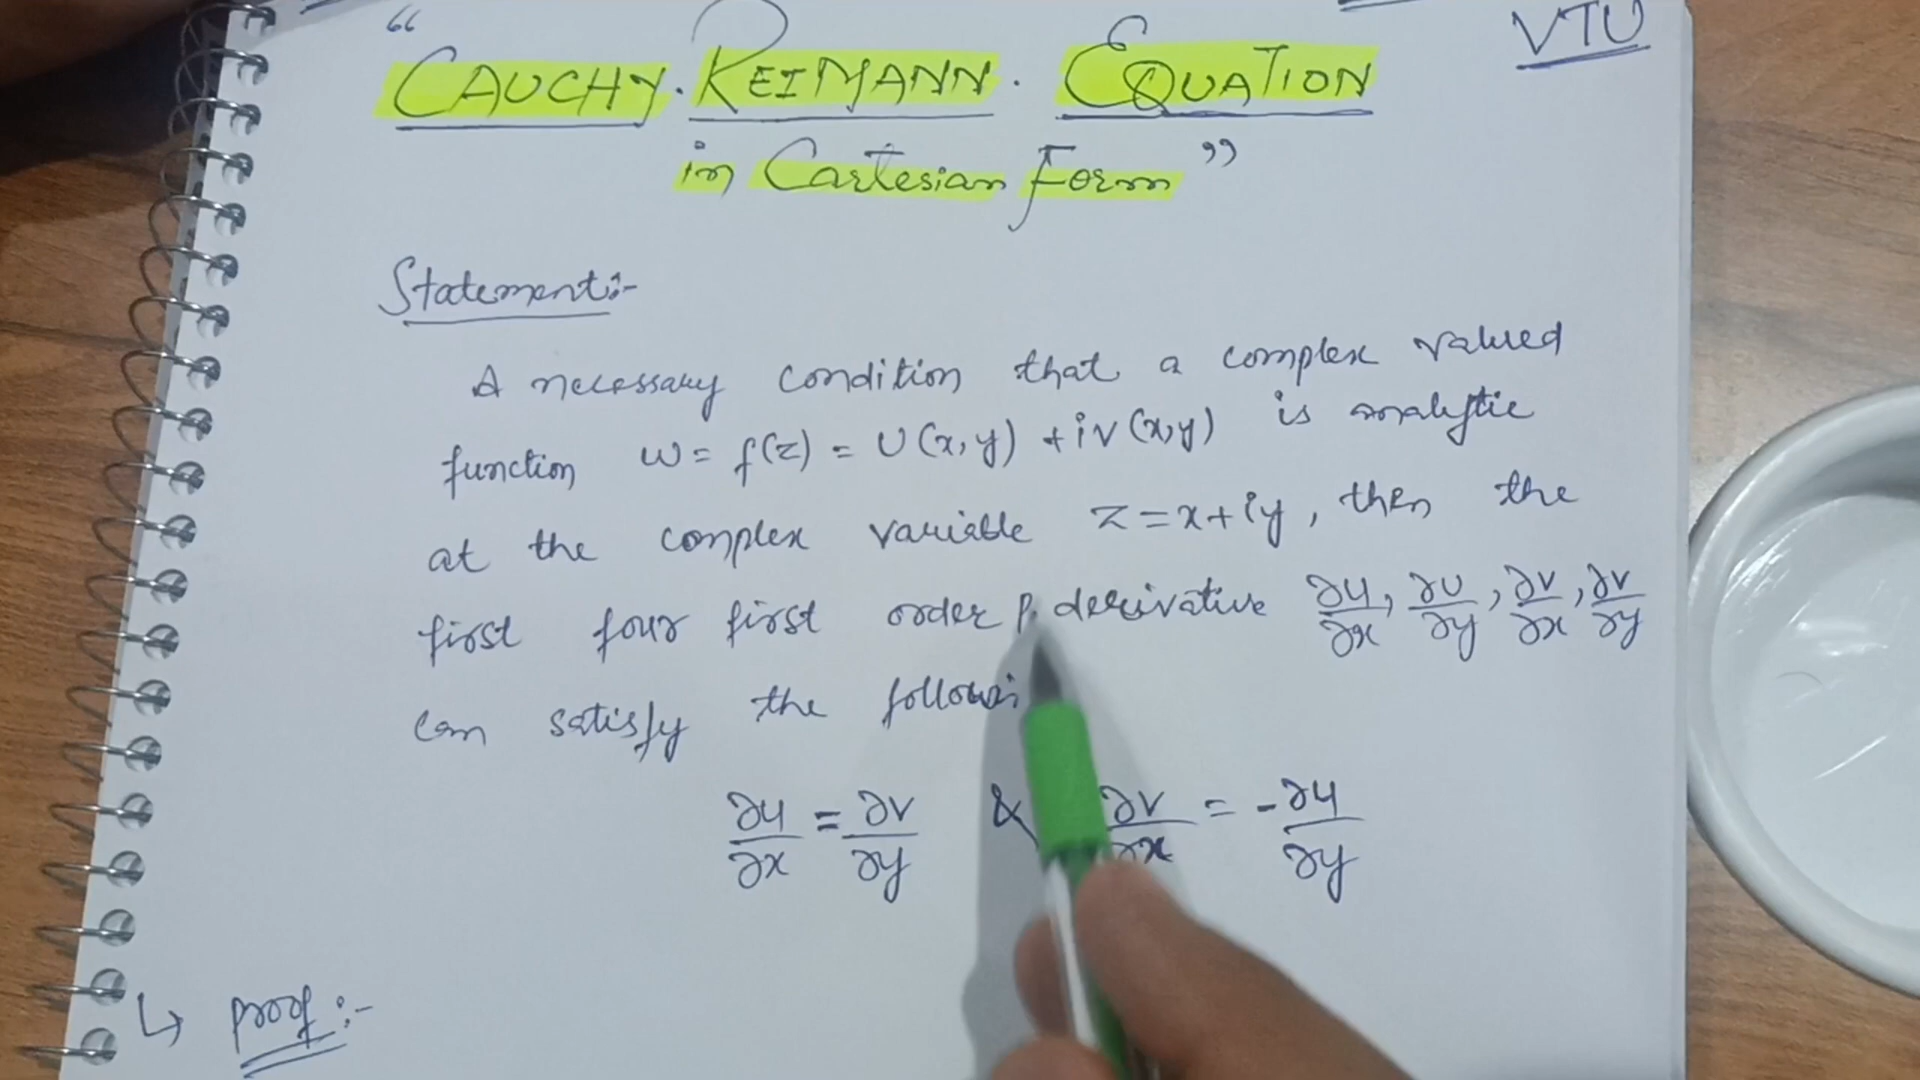 VTU
"CAUCHY. REIMANN. EQUATION
in Cartesian Form"
Statement:-
A necessary condition that a complex valued
function w = f(z) = U(x,y) + iv(x,y) is analytic
at the complex variable z = x+iy, then the
first four first order p. derivative ∂u/∂x, ∂u/∂y, ∂v/∂x, ∂v/∂y
can satisfy the
∂u/∂x = ∂v/∂y & ∂v/∂x = -∂u/∂y
↳ proof:-